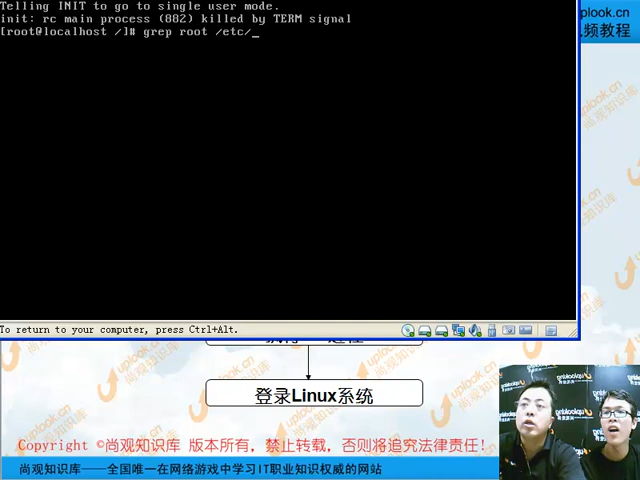 Telling INIT to go to single user mode.
init: rc main process (882) killed by TERM signal
[root@localhost /]# grep root /etc/_
plook.cn
频教程
To return to your computer, press Ctrl+Alt.
登录Linux系统
Copyright ©尚观知识库 版本所有，禁止转载，否则将追究法律责任！
尚观知识库——全国唯一在网络游戏中学习IT职业知识权威的网站